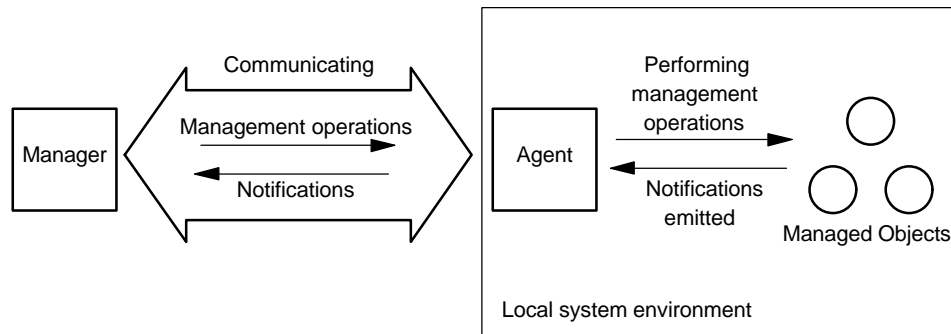 Communicating
Manager
Management operations
Notifications
Agent
Performing
management
operations
Notifications
emitted
Managed Objects
Local system environment